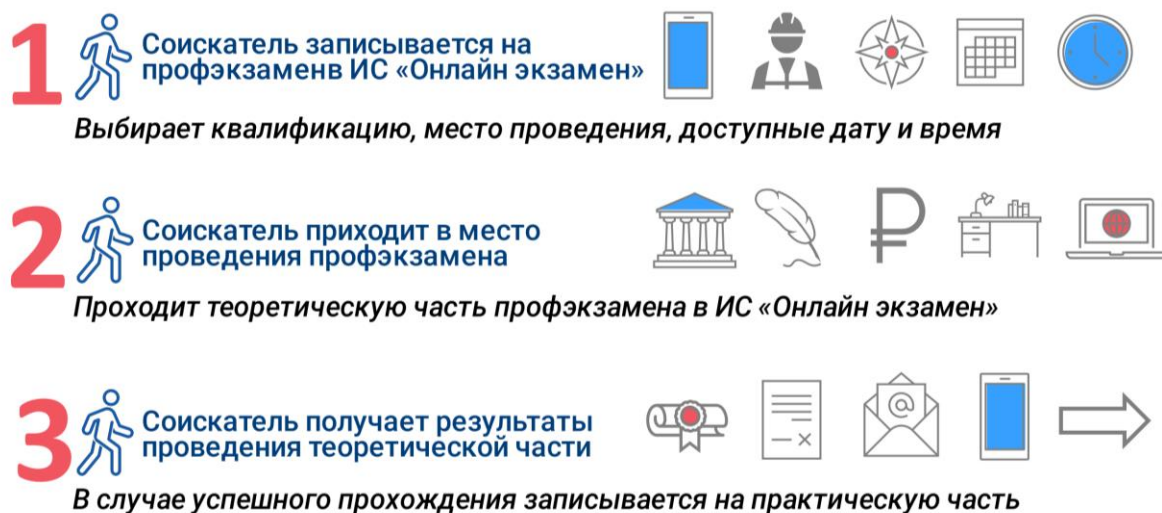 1
Соискатель записывается на
профэкзаменв ИС «Онлайн экзамен»
Выбирает квалификацию, место проведения, доступные дату и время
2
Соискатель приходит в место
проведения профэкзамена
Проходит теоретическую часть профэкзамена в ИС «Онлайн экзамен»
3
Соискатель получает результаты
проведения теоретической части
В случае успешного прохождения записывается на практическую часть